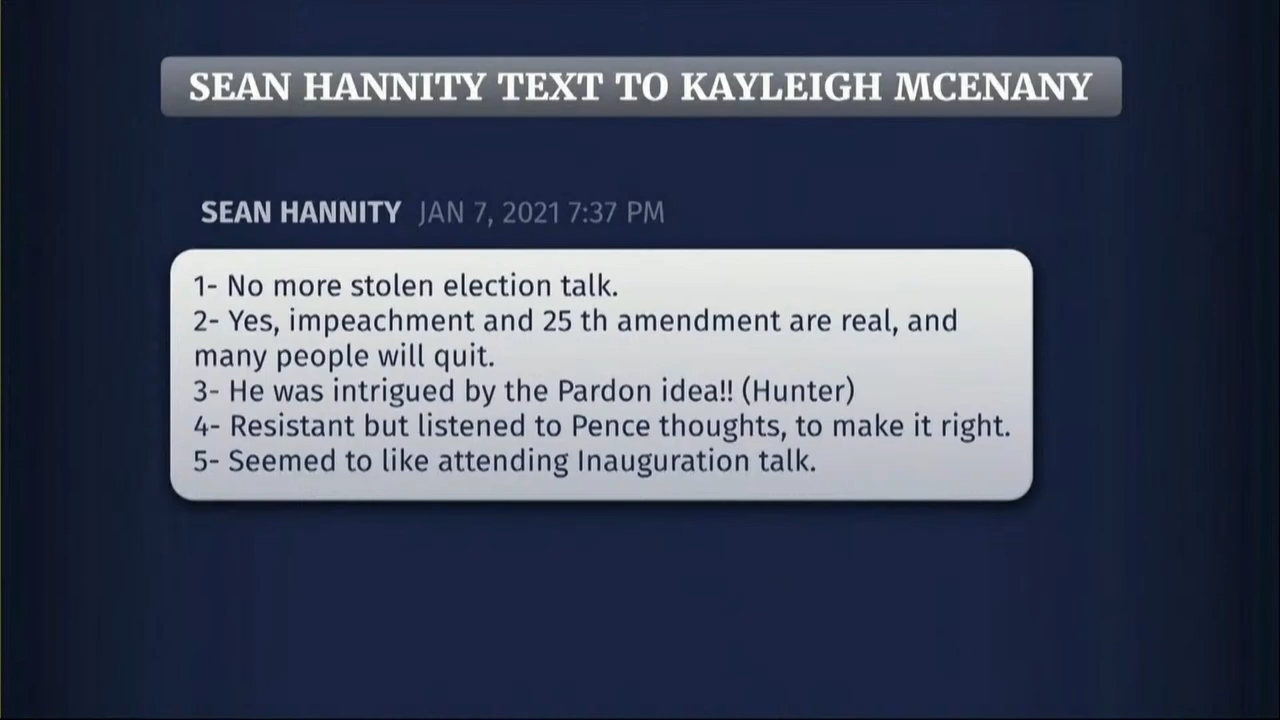 SEAN HANNITY TEXT TO KAYLEIGH MCENANY
SEAN HANNITY JAN 7, 2021 7:37 PM
1- No more stolen election talk.
2- Yes, impeachment and 25 th amendment are real, and
many people will quit.
3- He was intrigued by the Pardon idea!! (Hunter)
4- Resistant but listened to Pence thoughts, to make it right.
5- Seemed to like attending Inauguration talk.